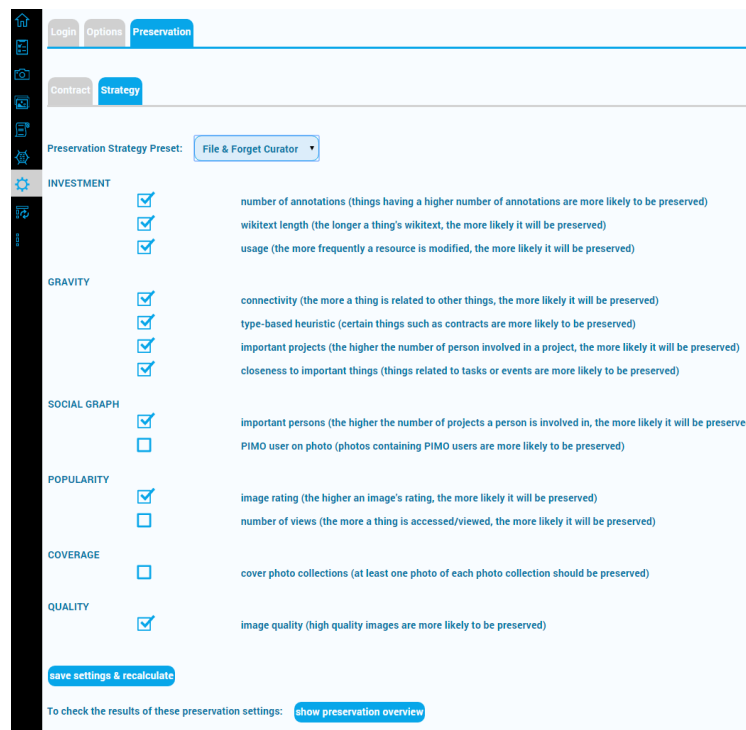 Login Options Preservation
Contract Strategy
Preservation Strategy Preset: File & Forget Curator
INVESTMENT
number of annotations (things having a higher number of annotations are more likely to be preserved)
wikitext length (the longer a thing's wikitext, the more likely it will be preserved)
usage (the more frequently a resource is modified, the more likely it will be preserved)
GRAVITY
connectivity (the more a thing is related to other things, the more likely it will be preserved)
type-based heuristic (certain things such as contracts are more likely to be preserved)
important projects (the higher the number of person involved in a project, the more likely it will be preserved)
closeness to important things (things related to tasks or events are more likely to be preserved)
SOCIAL GRAPH
important persons (the higher the number of projects a person is involved in, the more likely it will be preserve
PIMO user on photo (photos containing PIMO users are more likely to be preserved)
POPULARITY
image rating (the higher an image's rating, the more likely it will be preserved)
number of views (the more a thing is accessed/viewed, the more likely it will be preserved)
COVERAGE
cover photo collections (at least one photo of each photo collection should be preserved)
QUALITY
image quality (high quality images are more likely to be preserved)
save settings & recalculate
To check the results of these preservation settings: show preservation overview